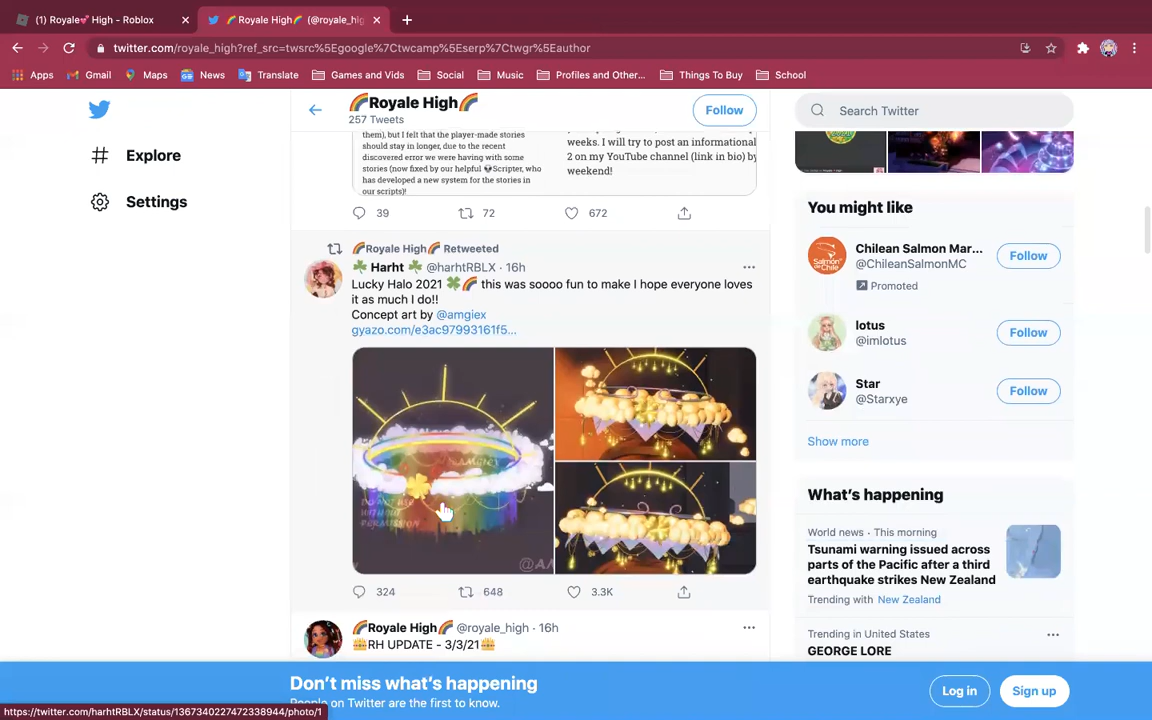 (1) Royale💕 High - Roblox
🌈Royale High🌈 (@royale_hig
twitter.com/royale_high?ref_src=twsrc%5Egoogle%7Ctwcamp%5Eserp%7Ctwgr%5Eauthor
Apps
Gmail
Maps
News
Translate
Games and Vids
Social
Music
Profiles and Other...
Things To Buy
School
Explore
Settings
🌈Royale High🌈
257 Tweets
Follow
them), but I felt that the player-made stories
should stay in longer, due to the recent
discovered error we were having with some
stories (now fixed by our helpful 💀Scripter, who
has developed a new system for the stories in
our scripts)!
weeks. I will try to post an informational
2 on my YouTube channel (link in bio) by
weekend!
39
72
672
🌈Royale High🌈 Retweeted
☘️ Harht ☘️ @harhtRBLX · 16h
Lucky Halo 2021 🍀🌈 this was soooo fun to make I hope everyone loves
it as much I do!!
Concept art by @amgiex
gyazo.com/e3ac97993161f5...
@AMGIEX
DO NOT USE
WITHOUT
PERMISSION
@AM
324
648
3.3K
🌈Royale High🌈 @royale_high · 16h
👑RH UPDATE - 3/3/21👑
Search Twitter
You might like
Chilean Salmon Mar...
@ChileanSalmonMC
Promoted
Follow
lotus
@imlotus
Follow
Star
@Starxye
Follow
Show more
What's happening
World news · This morning
Tsunami warning issued across
parts of the Pacific after a third
earthquake strikes New Zealand
Trending with New Zealand
Trending in United States
GEORGE LORE
Don't miss what's happening
People on Twitter are the first to know.
Log in
Sign up
https://twitter.com/harhtRBLX/status/1367340227472338944/photo/1